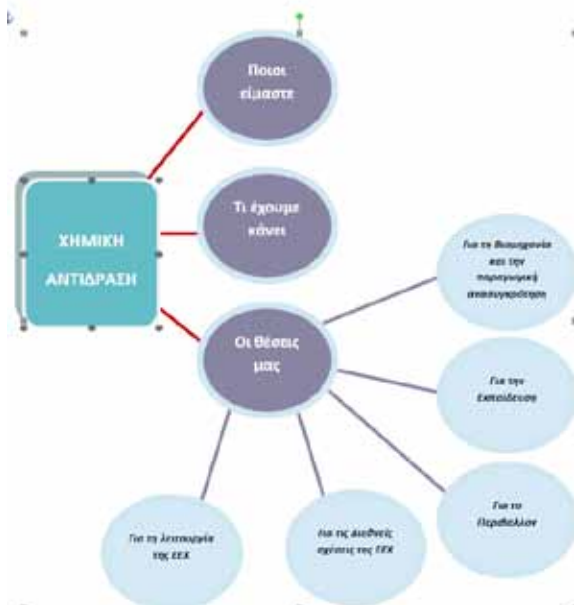 Ποιοι
είμαστε
Τι έχουμε
κάνει
ΧΗΜΙΚΗ
ΑΝΤΙΔΡΑΣΗ
Οι θέσεις
μας
Για τη βιομηχανία
και την
παραγωγική
ανασυγκρότηση
Για την
Εκπαίδευση
Για το
Περιβάλλον
Για τη λειτουργία
της ΕΕΧ
Για τις Διεθνείς
σχέσεις της ΕΕΧ